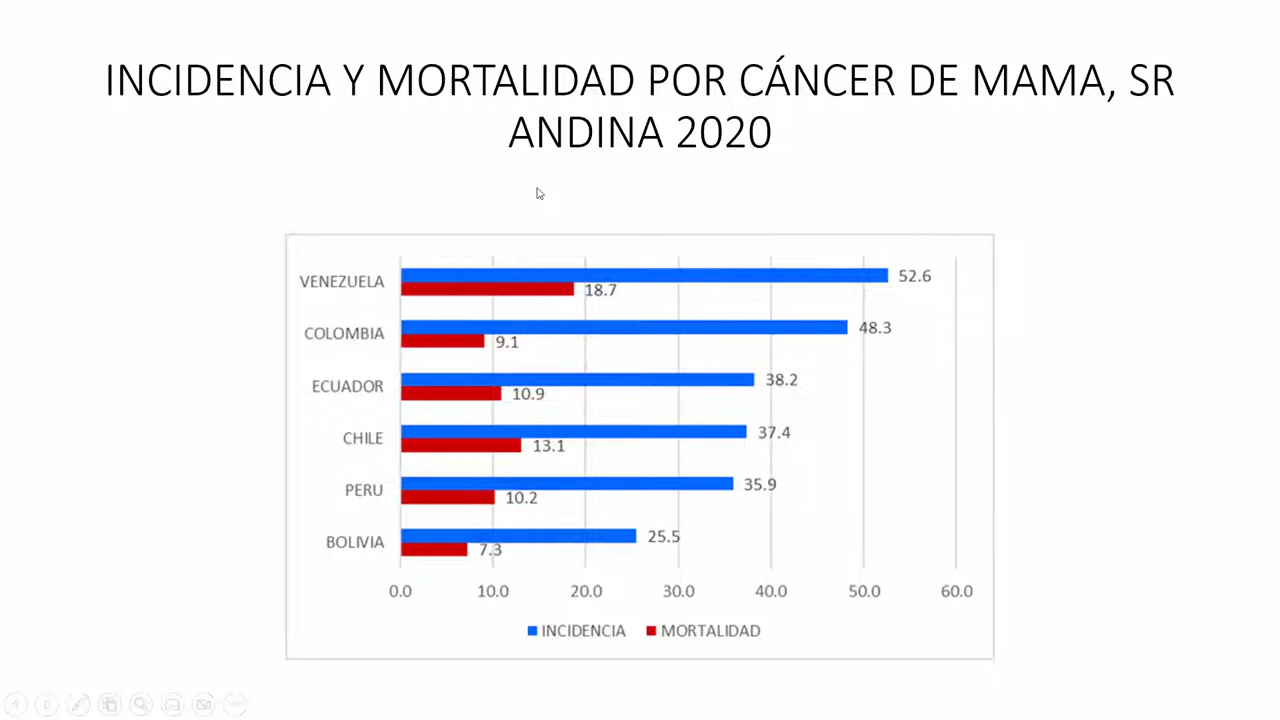 INCIDENCIA Y MORTALIDAD POR CÁNCER DE MAMA, SR
ANDINA 2020
VENEZUELA 52.6
18.7
COLOMBIA 48.3
9.1
ECUADOR 38.2
10.9
CHILE 37.4
13.1
PERU 35.9
10.2
BOLIVIA 25.5
7.3
0.0 10.0 20.0 30.0 40.0 50.0 60.0
INCIDENCIA MORTALIDAD